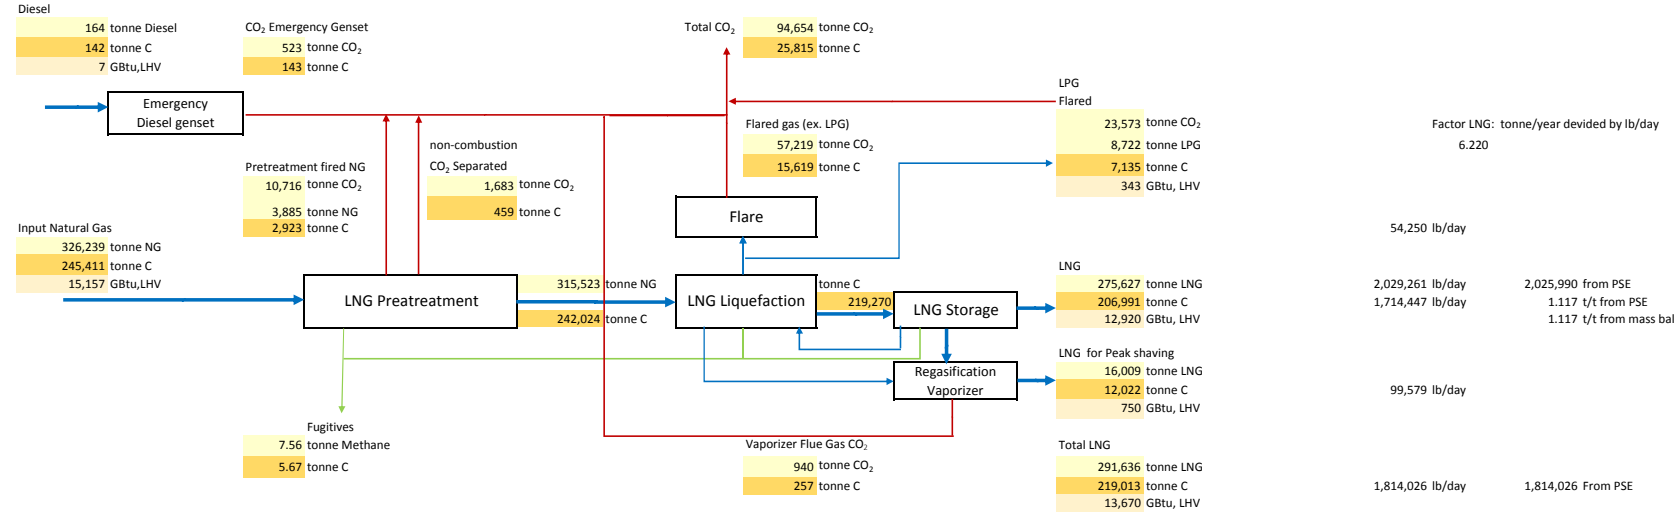 Diesel
164 tonne Diesel
142 tonne C
7 GBtu,LHV
CO₂ Emergency Genset
523 tonne CO₂
143 tonne C
Total CO₂
94,654 tonne CO₂
25,815 tonne C
Emergency
Diesel genset
LPG
Flared
23,573 tonne CO₂
8,722 tonne LPG
7,135 tonne C
343 GBtu, LHV
Factor LNG: tonne/year devided by lb/day
6.220
Flared gas (ex. LPG)
57,219 tonne CO₂
15,619 tonne C
non-combustion
CO₂ Separated
1,683 tonne CO₂
459 tonne C
Pretreatment fired NG
10,716 tonne CO₂
3,885 tonne NG
2,923 tonne C
Input Natural Gas
326,239 tonne NG
245,411 tonne C
15,157 GBtu,LHV
Flare
54,250 lb/day
LNG Preatreatment
315,523 tonne NG
242,024 tonne C
LNG Liquefaction
tonne C
219,270
LNG Storage
LNG
275,627 tonne LNG
206,991 tonne C
12,920 GBtu, LHV
2,029,261 lb/day
2,025,990 from PSE
1,714,447 lb/day
1.117 t/t from PSE
1.117 t/t from mass bal
Regasification
Vaporizer
LNG for Peak shaving
16,009 tonne LNG
12,022 tonne C
750 GBtu, LHV
99,579 lb/day
Fugitives
7.56 tonne Methane
5.67 tonne C
Vaporizer Flue Gas CO₂
940 tonne CO₂
257 tonne C
Total LNG
291,636 tonne LNG
219,013 tonne C
13,670 GBtu, LHV
1,814,026 lb/day
1,814,026 From PSE